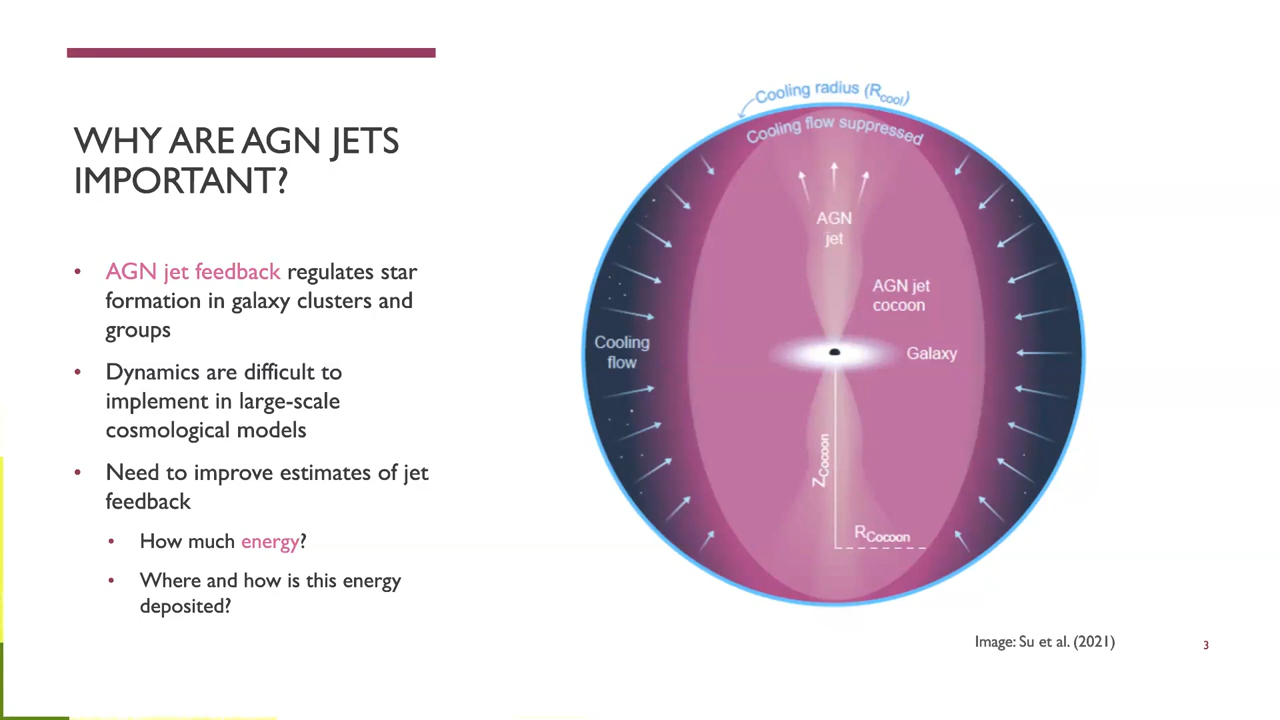 WHY ARE AGN JETS
IMPORTANT?
• AGN jet feedback regulates star
formation in galaxy clusters and
groups
• Dynamics are difficult to
implement in large-scale
cosmological models
• Need to improve estimates of jet
feedback
• How much energy?
• Where and how is this energy
deposited?
Cooling radius (Rcool)
Cooling flow suppressed
AGN
jet
AGN jet
cocoon
Cooling
flow
Galaxy
ZCocoon
RCocoon
Image: Su et al. (2021)
3